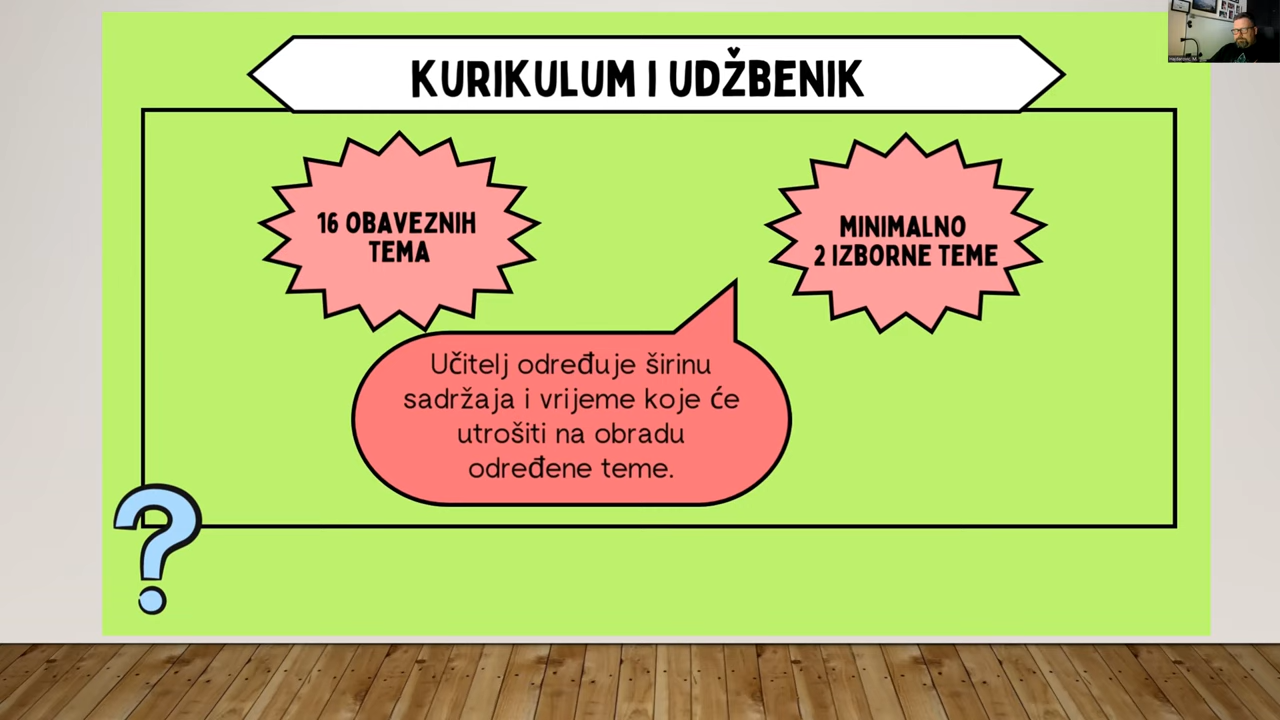 KURIKULUM I UDŽBENIK
16 OBAVEZNIH
TEMA
MINIMALNO
2 IZBORNE TEME
Učitelj određuje širinu
sadržaja i vrijeme koje će
utrošiti na obradu
određene teme.
?